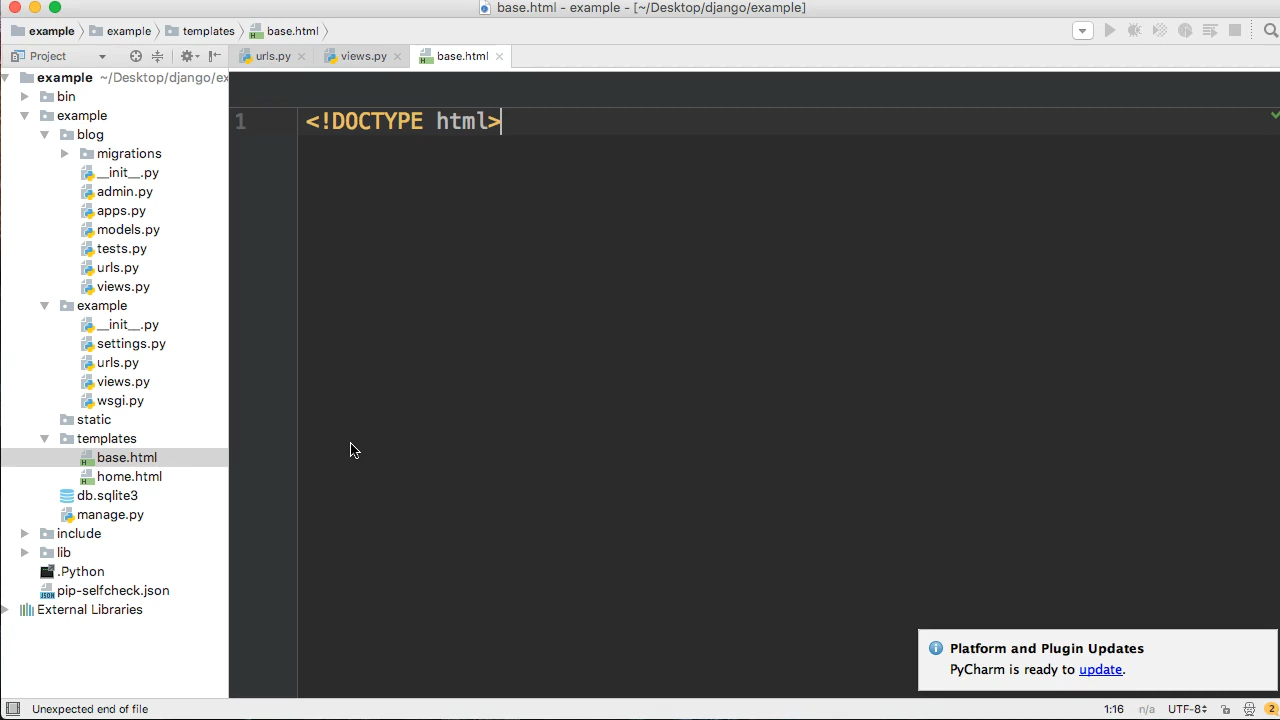 base.html - example - [~/Desktop/django/example]
example example templates base.html
Project urls.py views.py base.html
example ~/Desktop/django/ex
bin
example
blog
migrations
__init__.py
admin.py
apps.py
models.py
tests.py
urls.py
views.py
example
__init__.py
settings.py
urls.py
views.py
wsgi.py
static
templates
base.html
home.html
db.sqlite3
manage.py
include
lib
.Python
pip-selfcheck.json
External Libraries
1 <!DOCTYPE html>
Platform and Plugin Updates
PyCharm is ready to update.
Unexpected end of file 1:16 n/a UTF-8 2